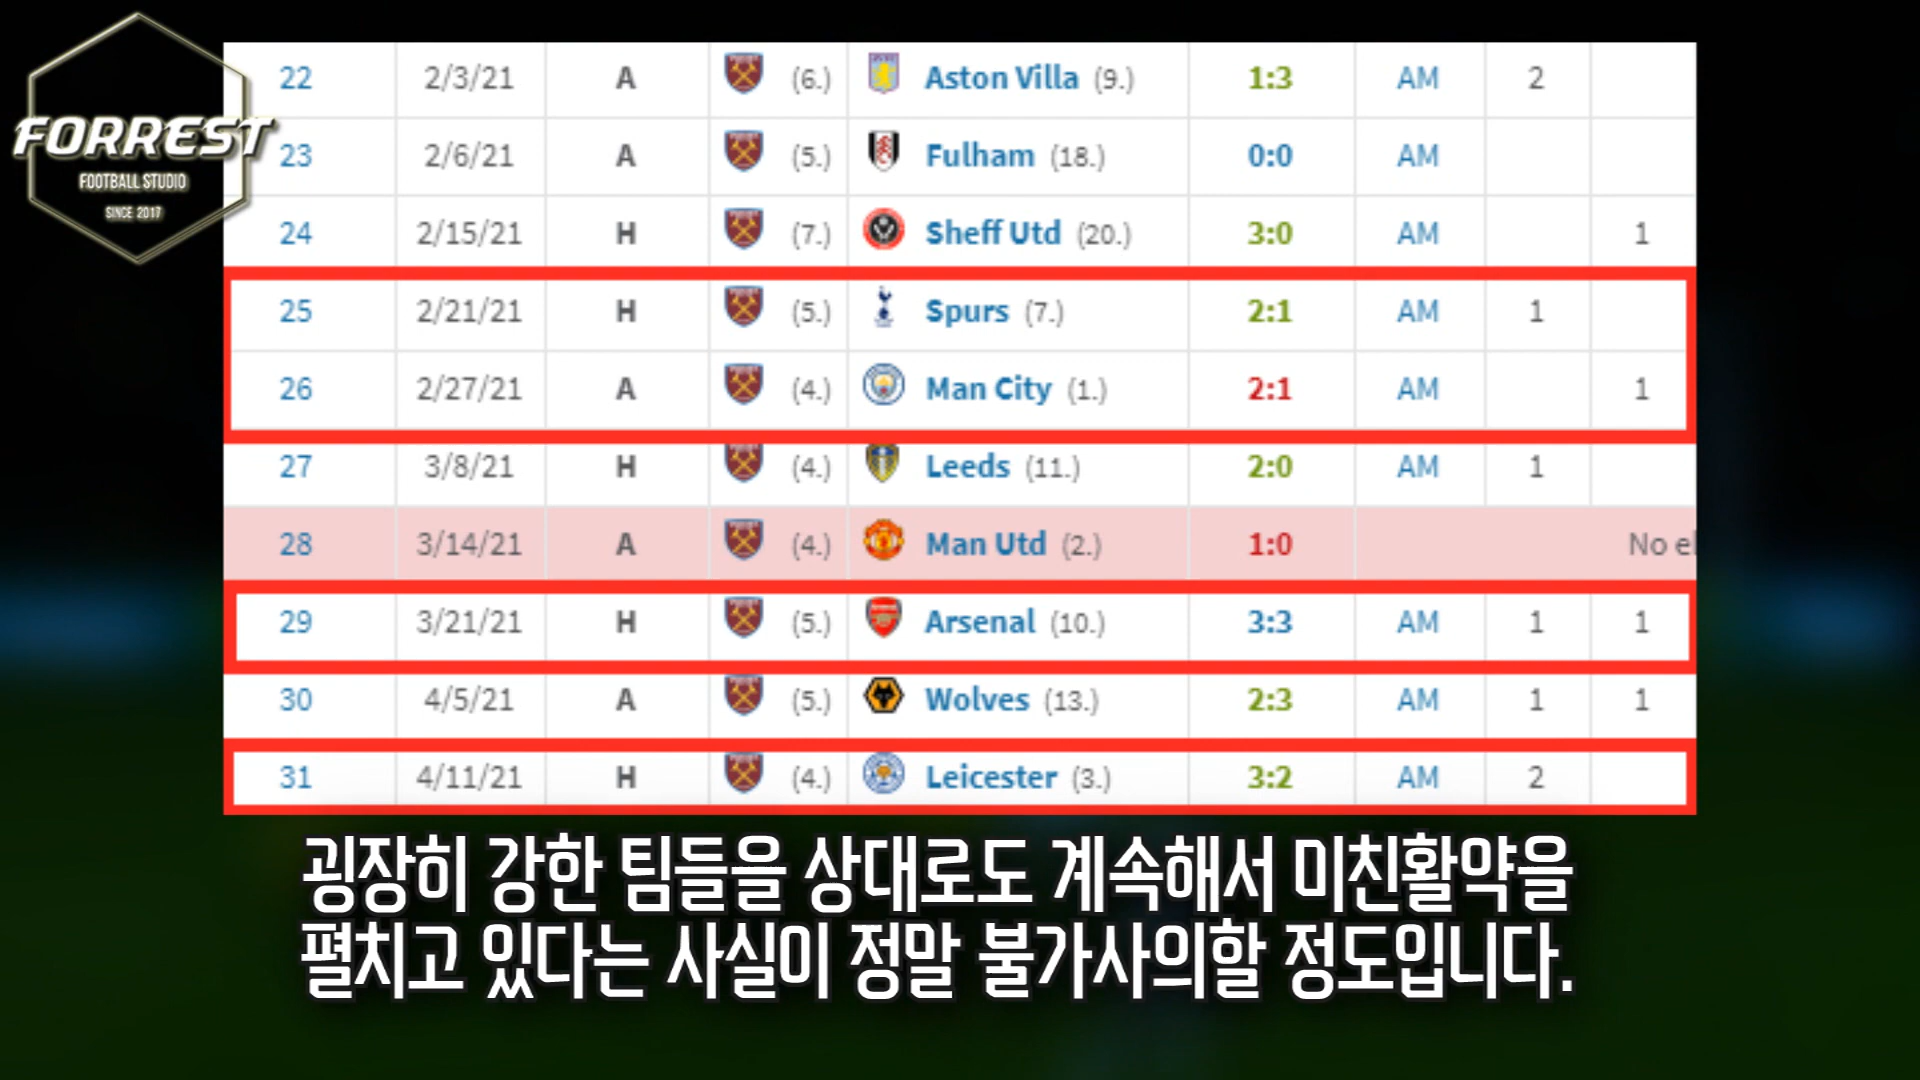 FORREST
FOOTBALL STUDIO
SINCE 2017
22 2/3/21 A (6.) Aston Villa (9.) 1:3 AM 2
23 2/6/21 A (5.) Fulham (18.) 0:0 AM
24 2/15/21 H (7.) Sheff Utd (20.) 3:0 AM 1
25 2/21/21 H (5.) Spurs (7.) 2:1 AM 1
26 2/27/21 A (4.) Man City (1.) 2:1 AM 1
27 3/8/21 H (4.) Leeds (11.) 2:0 AM 1
28 3/14/21 A (4.) Man Utd (2.) 1:0 No el
29 3/21/21 H (5.) Arsenal (10.) 3:3 AM 1 1
30 4/5/21 A (5.) Wolves (13.) 2:3 AM 1 1
31 4/11/21 H (4.) Leicester (3.) 3:2 AM 2
굉장히 강한 팀들을 상대로도 계속해서 미친활약을
펼치고 있다는 사실이 정말 불가사의할 정도입니다.